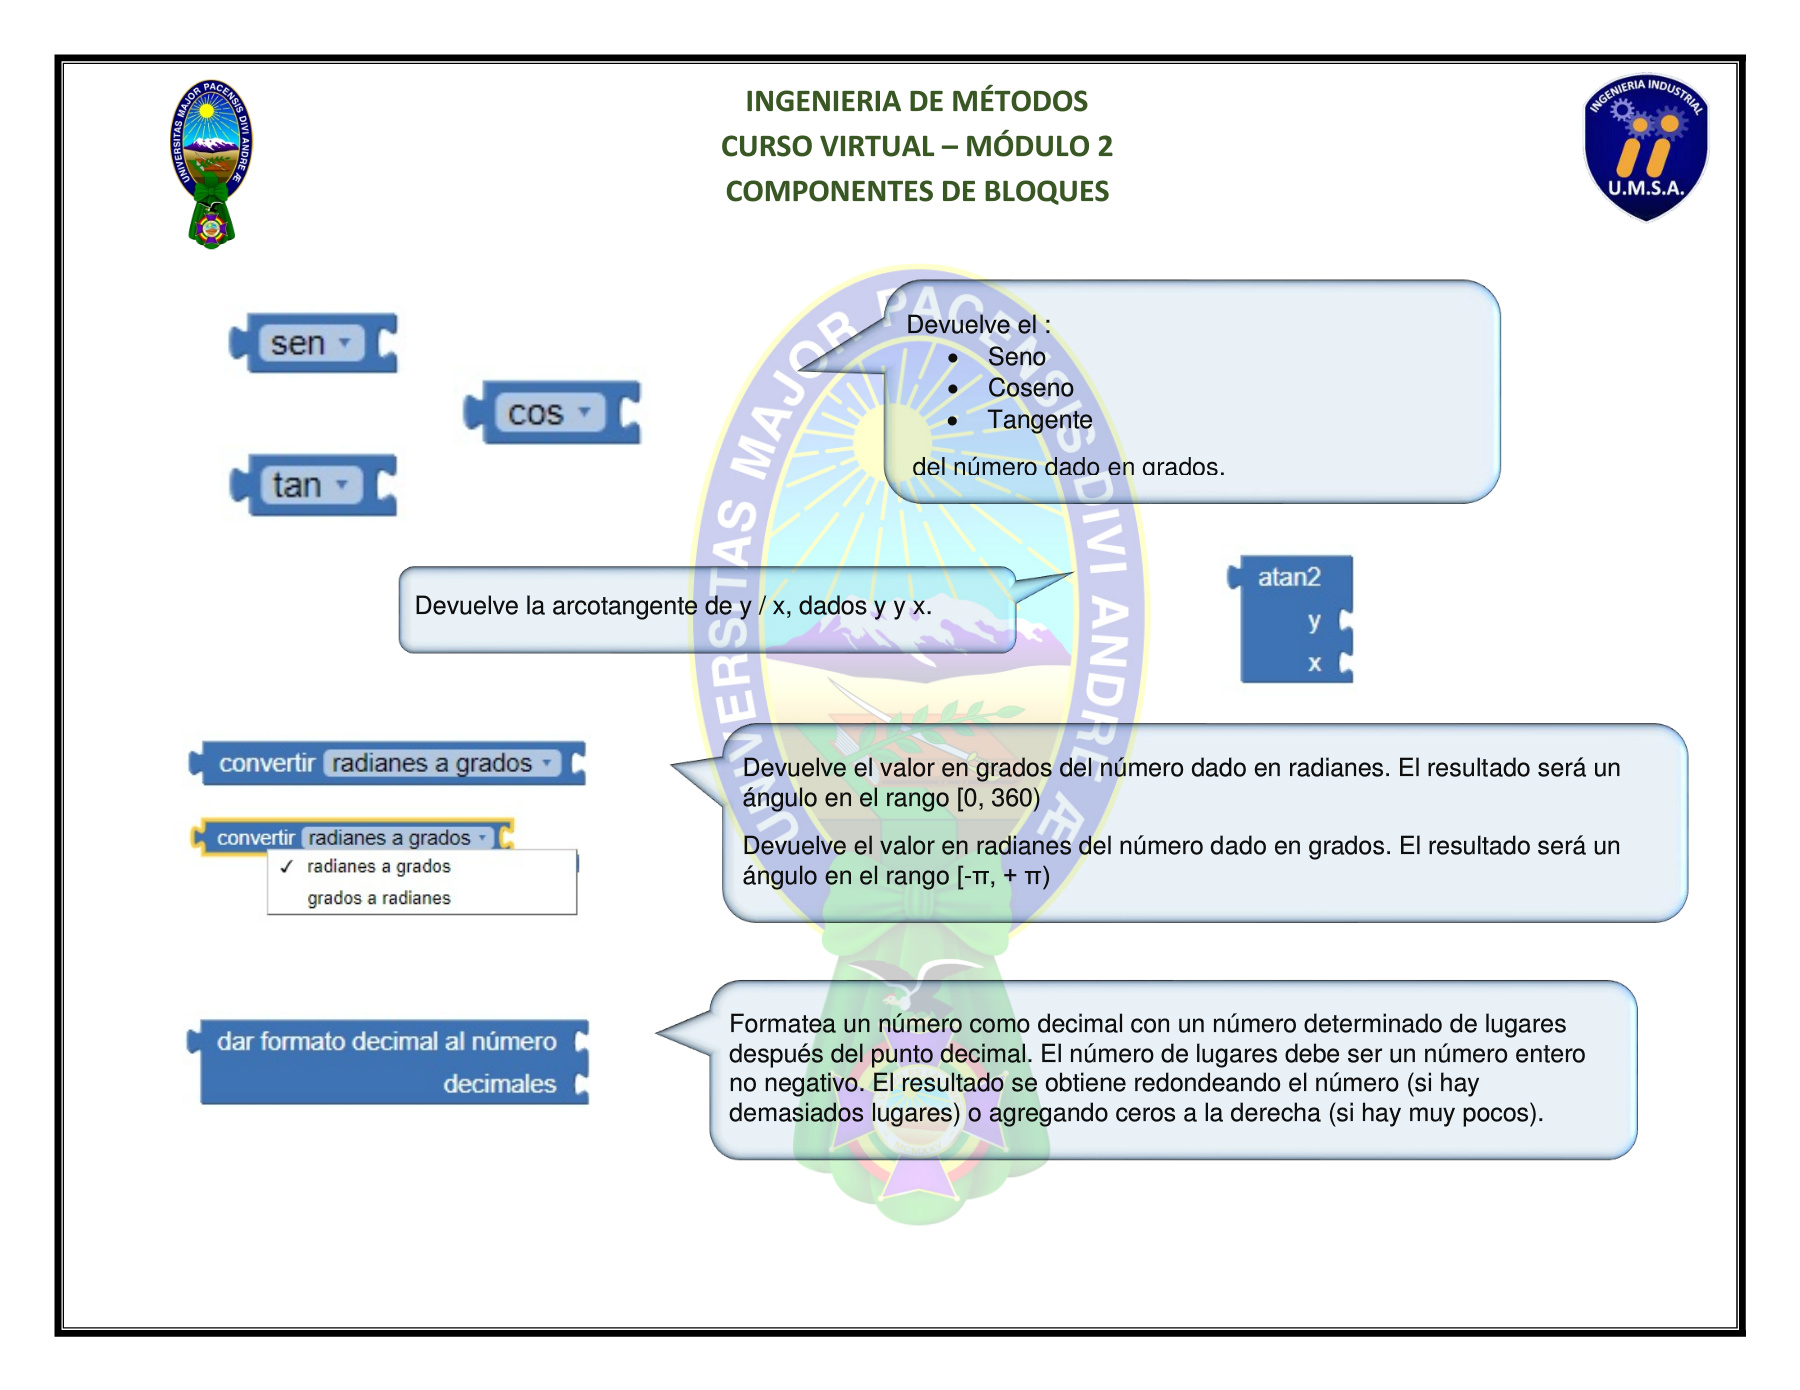 INGENIERIA DE MÉTODOS
CURSO VIRTUAL – MÓDULO 2
COMPONENTES DE BLOQUES
UNIVERSITAS MAJOR PACENSIS DIVI ANDRE Æ
INGENIERIA INDUSTRIAL
U.M.S.A.
sen
cos
tan
Devuelve el :
• Seno
• Coseno
• Tangente
del número dado en grados.
UNIVERSITAS MAJOR PACENSIS DIVI ANDRE Æ
Devuelve la arcotangente de y / x, dados y y x.
atan2
y
x
convertir radianes a grados
convertir radianes a grados
✓ radianes a grados
grados a radianes
Devuelve el valor en grados del número dado en radianes. El resultado será un
ángulo en el rango [0, 360)
Devuelve el valor en radianes del número dado en grados. El resultado será un
ángulo en el rango [-π, + π)
dar formato decimal al número
decimales
Formatea un número como decimal con un número determinado de lugares
después del punto decimal. El número de lugares debe ser un número entero
no negativo. El resultado se obtiene redondeando el número (si hay
demasiados lugares) o agregando ceros a la derecha (si hay muy pocos).